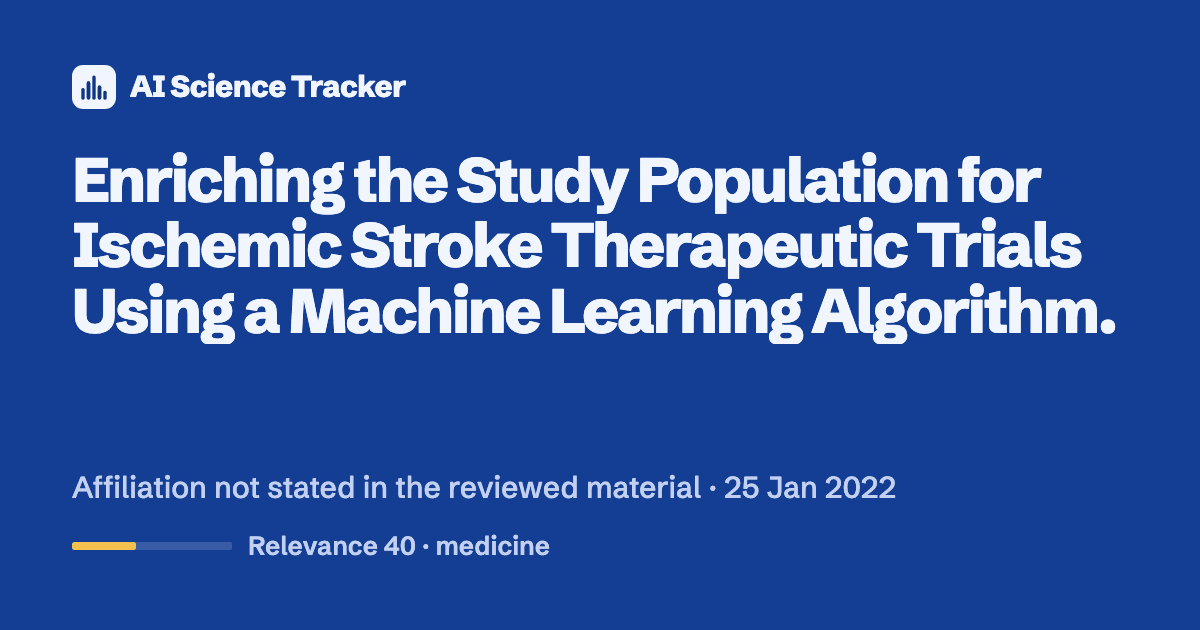 AI Science Tracker
Enriching the Study Population for
Ischemic Stroke Therapeutic Trials
Using a Machine Learning Algorithm.
Affiliation not stated in the reviewed material · 25 Jan 2022
Relevance 40 · medicine